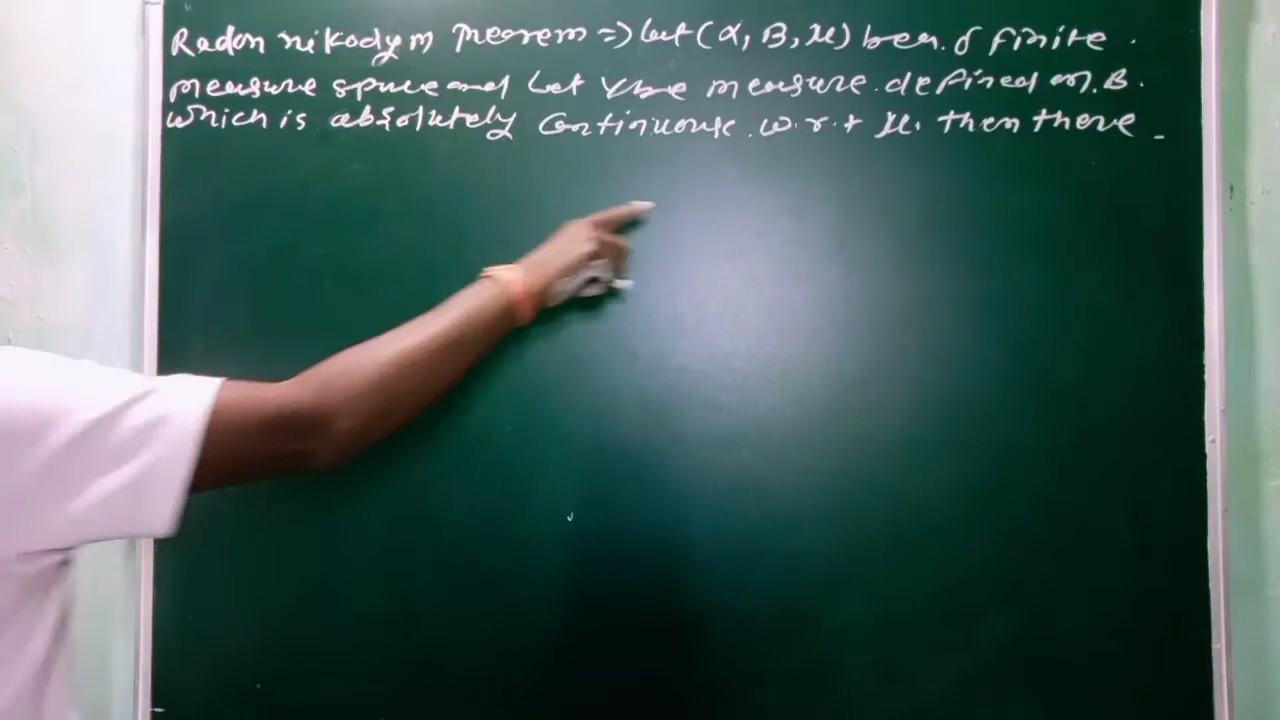 Radon nikodym Theorem => let (X, B, μ) be a σ finite.
measure space and let γ be measure. defined on. B.
which is absolutely continuous. w.r.t μ. then there